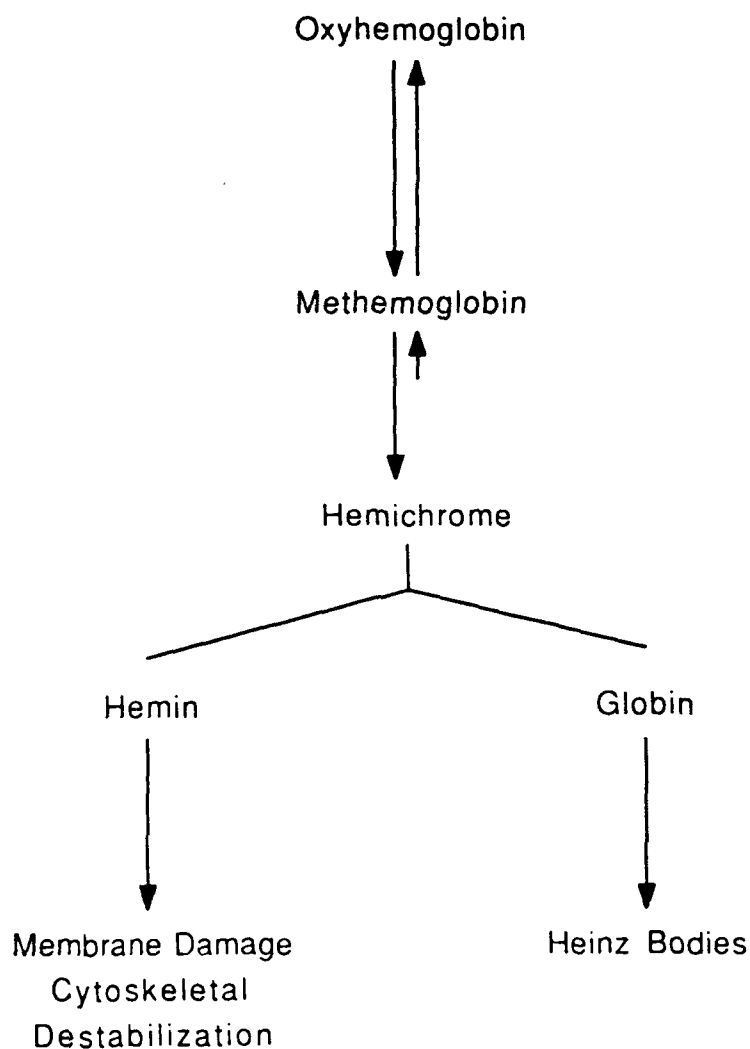 Oxyhemoglobin
Methemoglobin
Hemichrome
Hemin
Globin
Membrane Damage
Cytoskeletal
Destabilization
Heinz Bodies